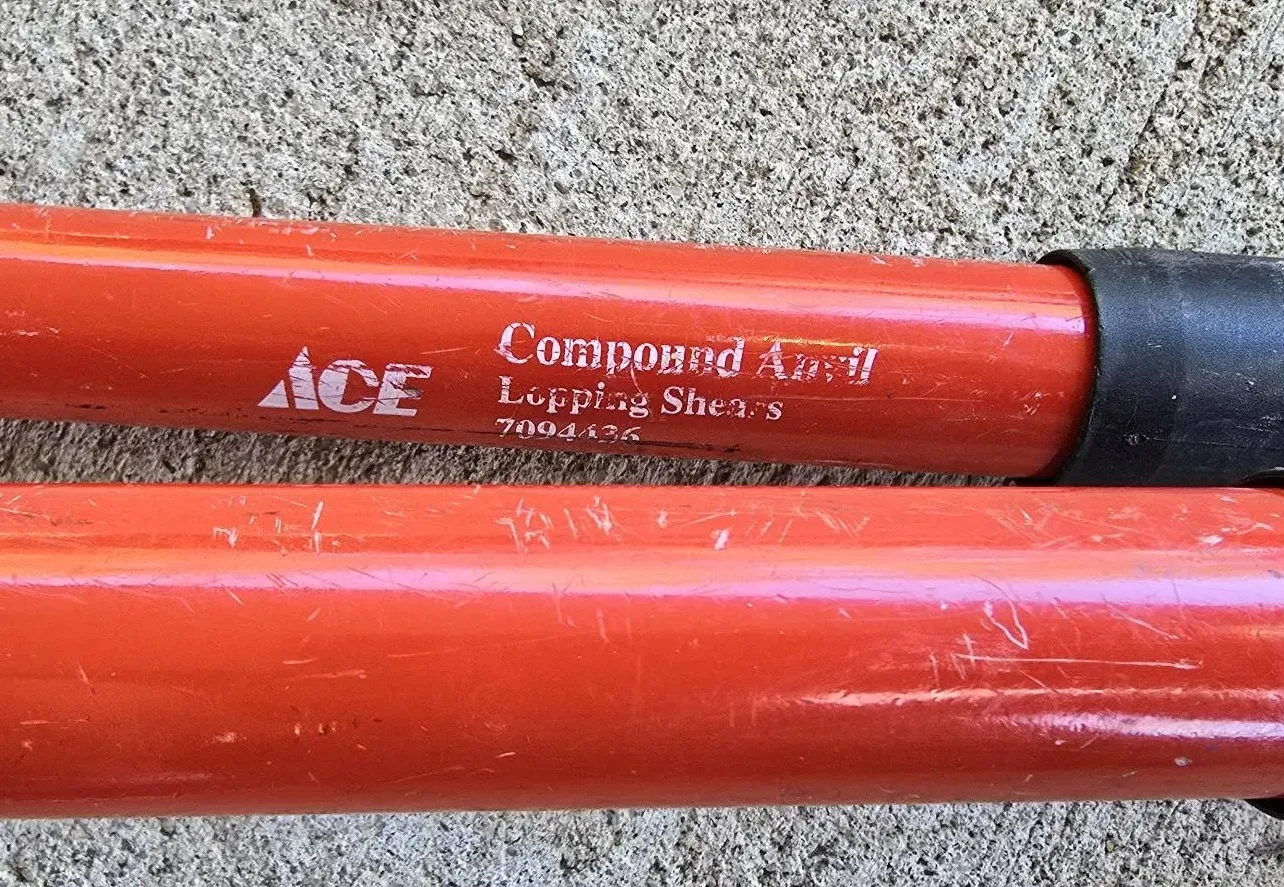 ACE
Compound Anvil
Lopping Shears
7094436